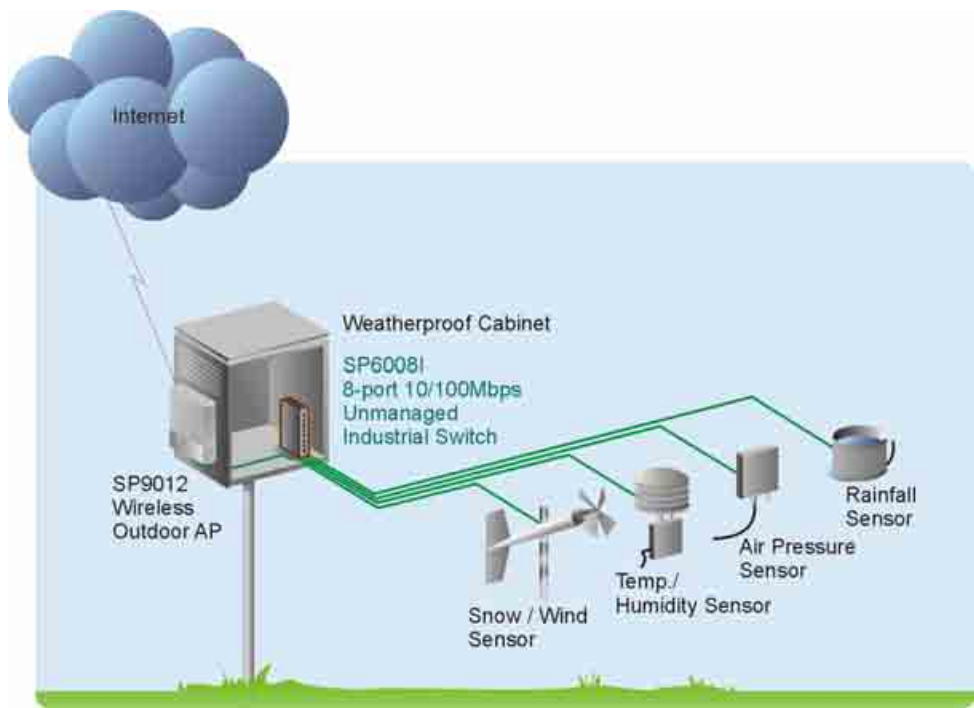 Internet
Weatherproof Cabinet
SP6008I
8-port 10/100Mbps
Unmanaged
Industrial Switch
SP9012
Wireless
Outdoor AP
Snow / Wind
Sensor
Temp./
Humidity Sensor
Air Pressure
Sensor
Rainfall
Sensor